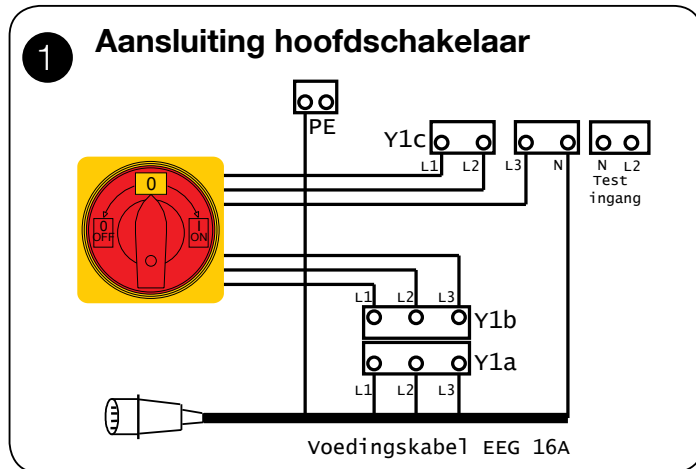 1 Aansluiting hoofdschakelaar
PE
Y1c
L1 L2 L3 N N L2
Test
ingang
0
0 I
OFF ON
L1 L2 L3
Y1b
Y1a
L1 L2 L3
Voedingskabel EEG 16A